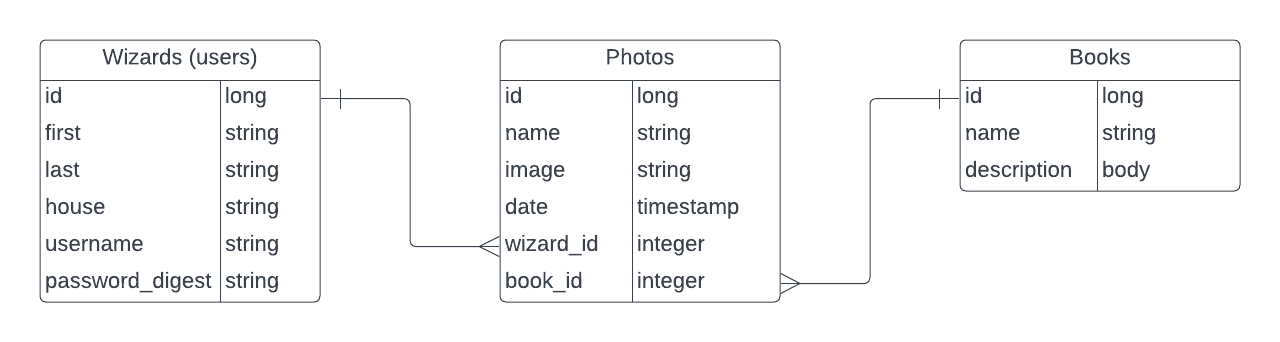 Wizards (users)
id long
first string
last string
house string
username string
password_digest string
Photos
id long
name string
image string
date timestamp
wizard_id integer
book_id integer
Books
id long
name string
description body